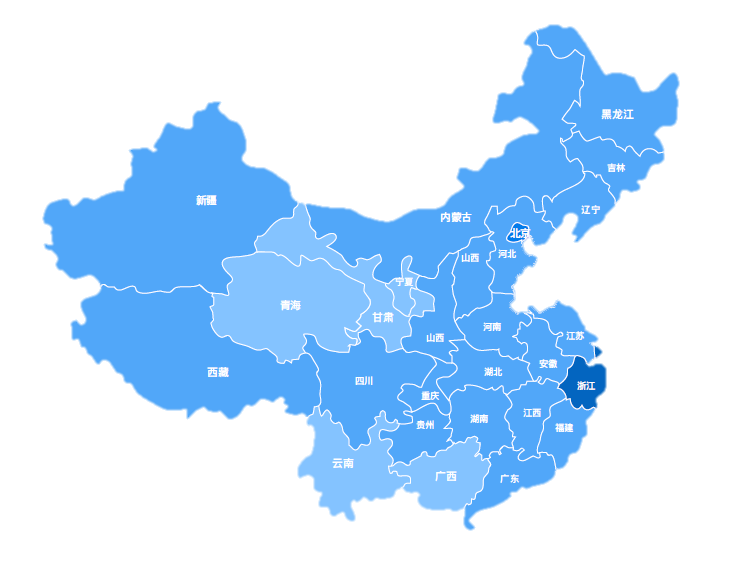 黑龙江
吉林
新疆
辽宁
内蒙古
北京
河北
山西
宁夏
青海
甘肃
河南
江苏
山西
安徽
西藏
湖北
四川
浙江
重庆
江西
湖南
贵州
福建
云南
广西
广东